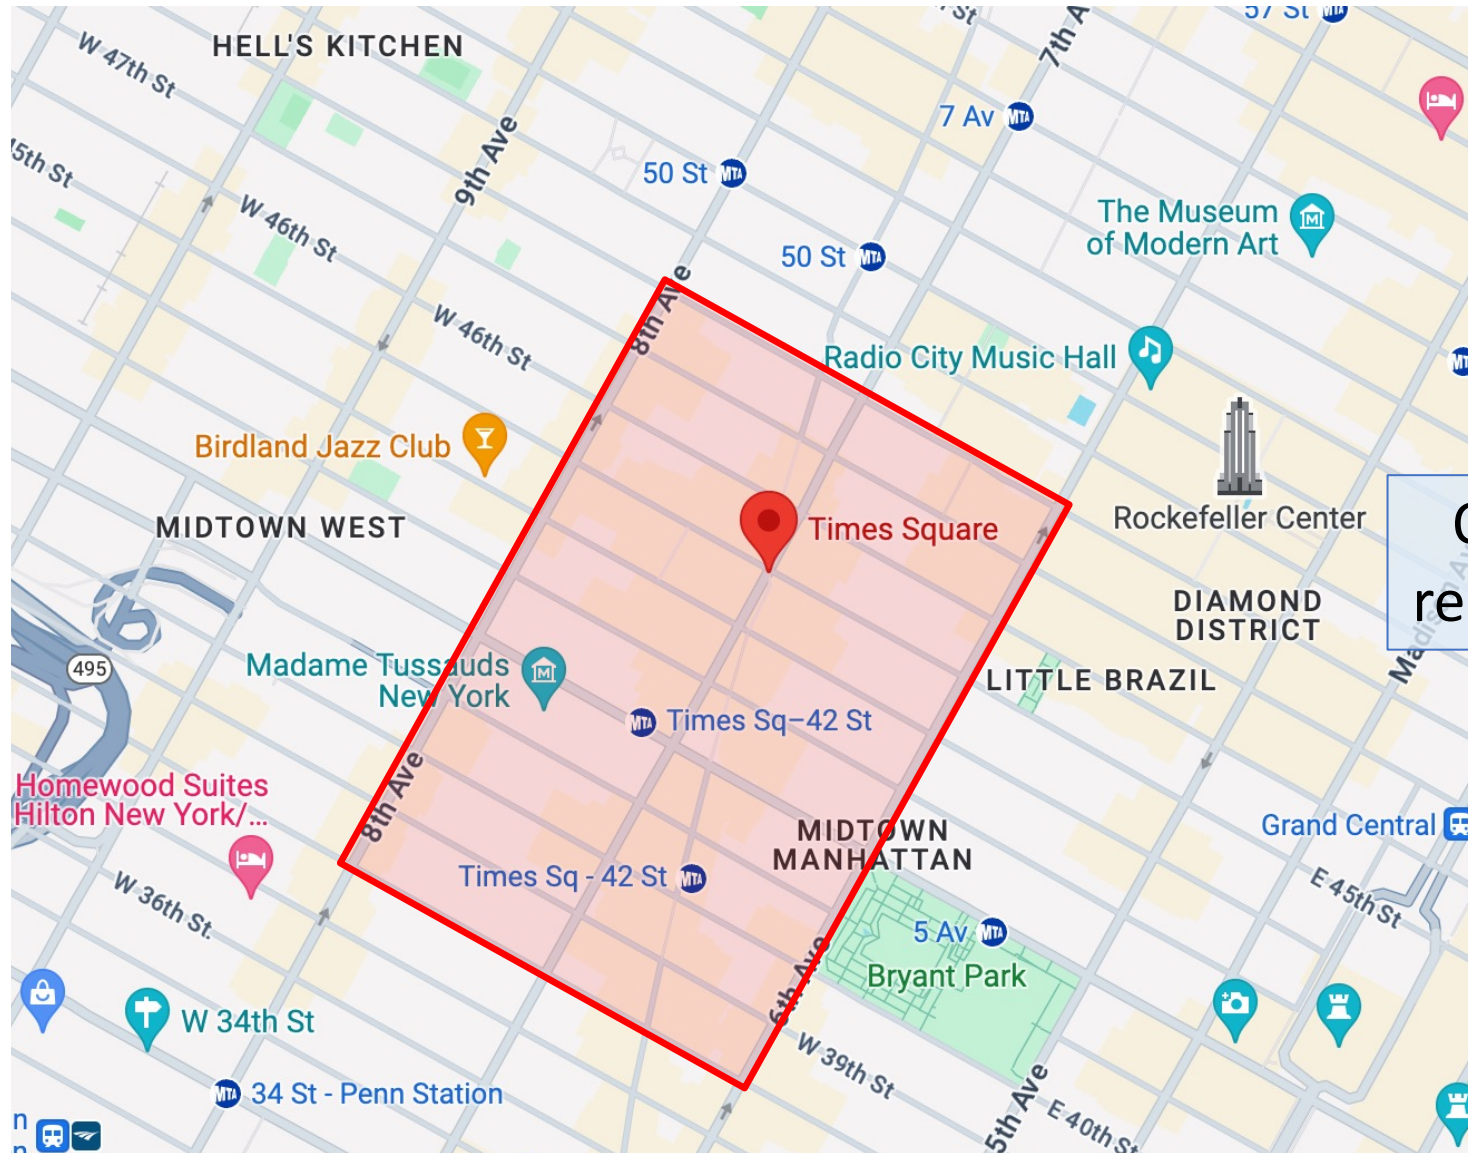 57 St
St
HELL'S KITCHEN
W 47th St
7th A
7 Av
9th Ave
50 St
W 46th St
The Museum
of Modern Art
50 St
8th Ave
W 46th St
Radio City Music Hall
Birdland Jazz Club
Rockefeller Center
MIDTOWN WEST
Times Square
re
DIAMOND
DISTRICT
495
Madame Tussauds
New York
LITTLE BRAZIL
Madison Av
Times Sq–42 St
8th Ave
Homewood Suites
Hilton New York/...
MIDTOWN
MANHATTAN
Grand Central
Times Sq - 42 St
W 36th St.
E 45th St
5 Av
Bryant Park
6th Ave
W 34th St
W 39th St
34 St - Penn Station
5th Ave
E 40th St
n